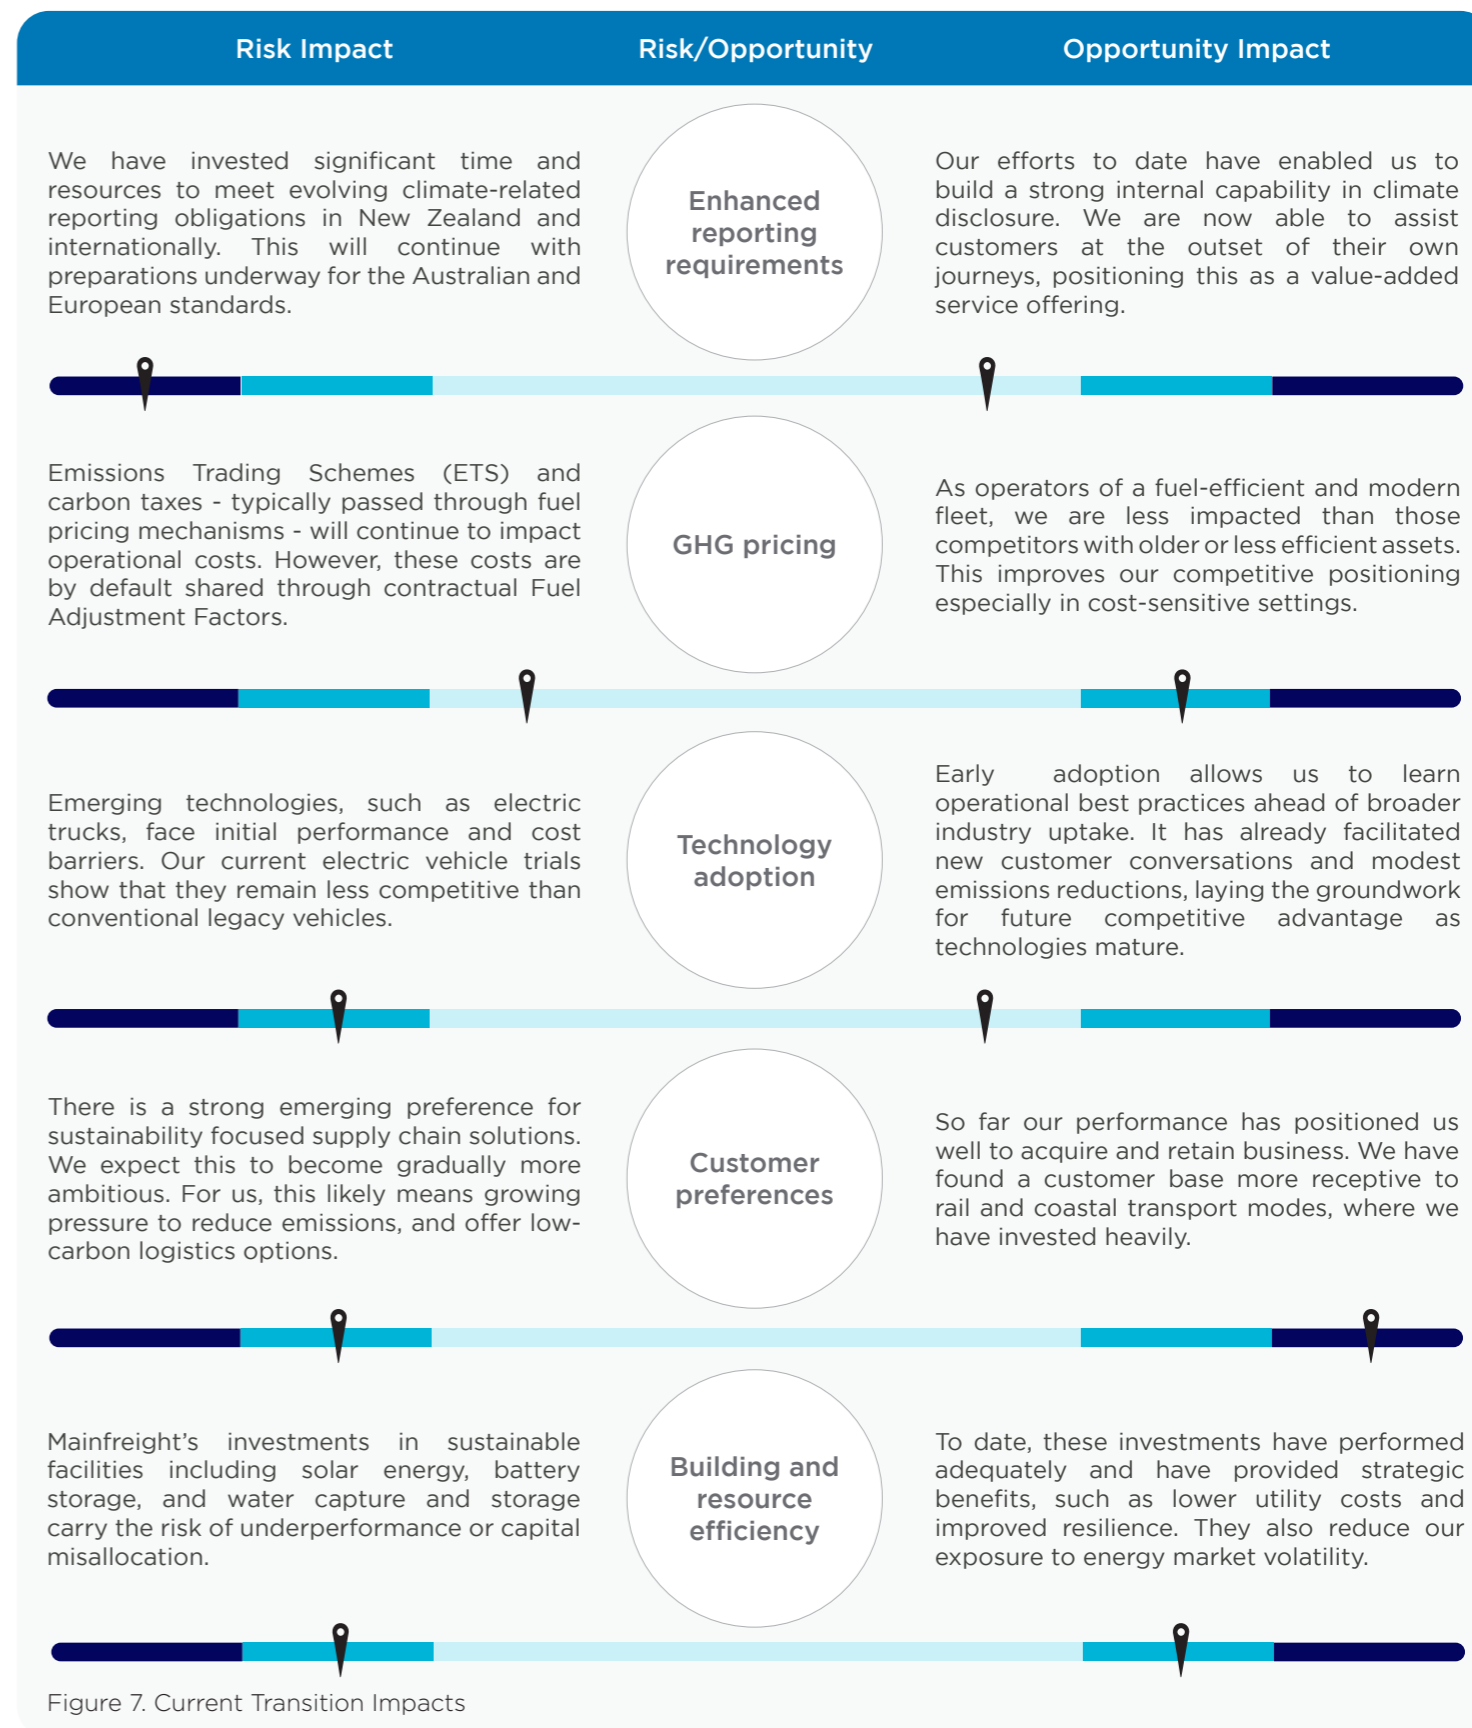 Risk Impact
Risk/Opportunity
Opportunity Impact
We have invested significant time and
resources to meet evolving climate-related
reporting obligations in New Zealand and
internationally. This will continue with
preparations underway for the Australian and
European standards.
Enhanced
reporting
requirements
Our efforts to date have enabled us to
build a strong internal capability in climate
disclosure. We are now able to assist
customers at the outset of their own
journeys, positioning this as a value-added
service offering.
Emissions Trading Schemes (ETS) and
carbon taxes - typically passed through fuel
pricing mechanisms - will continue to impact
operational costs. However, these costs are
by default shared through contractual Fuel
Adjustment Factors.
GHG pricing
As operators of a fuel-efficient and modern
fleet, we are less impacted than those
competitors with older or less efficient assets.
This improves our competitive positioning
especially in cost-sensitive settings.
Emerging technologies, such as electric
trucks, face initial performance and cost
barriers. Our current electric vehicle trials
show that they remain less competitive than
conventional legacy vehicles.
Technology
adoption
Early adoption allows us to learn
operational best practices ahead of broader
industry uptake. It has already facilitated
new customer conversations and modest
emissions reductions, laying the groundwork
for future competitive advantage as
technologies mature.
There is a strong emerging preference for
sustainability focused supply chain solutions.
We expect this to become gradually more
ambitious. For us, this likely means growing
pressure to reduce emissions, and offer low-
carbon logistics options.
Customer
preferences
So far our performance has positioned us
well to acquire and retain business. We have
found a customer base more receptive to
rail and coastal transport modes, where we
have invested heavily.
Mainfreight's investments in sustainable
facilities including solar energy, battery
storage, and water capture and storage
carry the risk of underperformance or capital
misallocation.
Building and
resource
efficiency
To date, these investments have performed
adequately and have provided strategic
benefits, such as lower utility costs and
improved resilience. They also reduce our
exposure to energy market volatility.
Figure 7. Current Transition Impacts